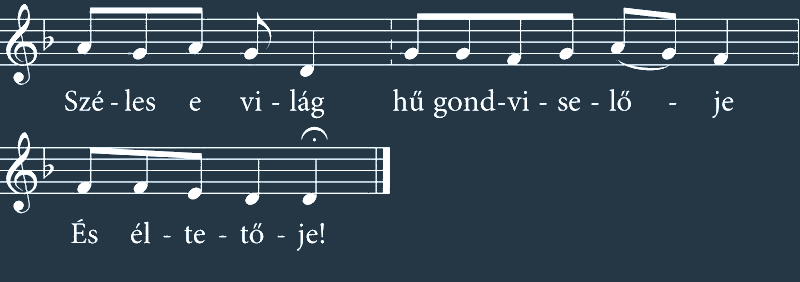 Szé - les e vi - lág hű gond - vi - se - lő - je
És él - te - tő - je!